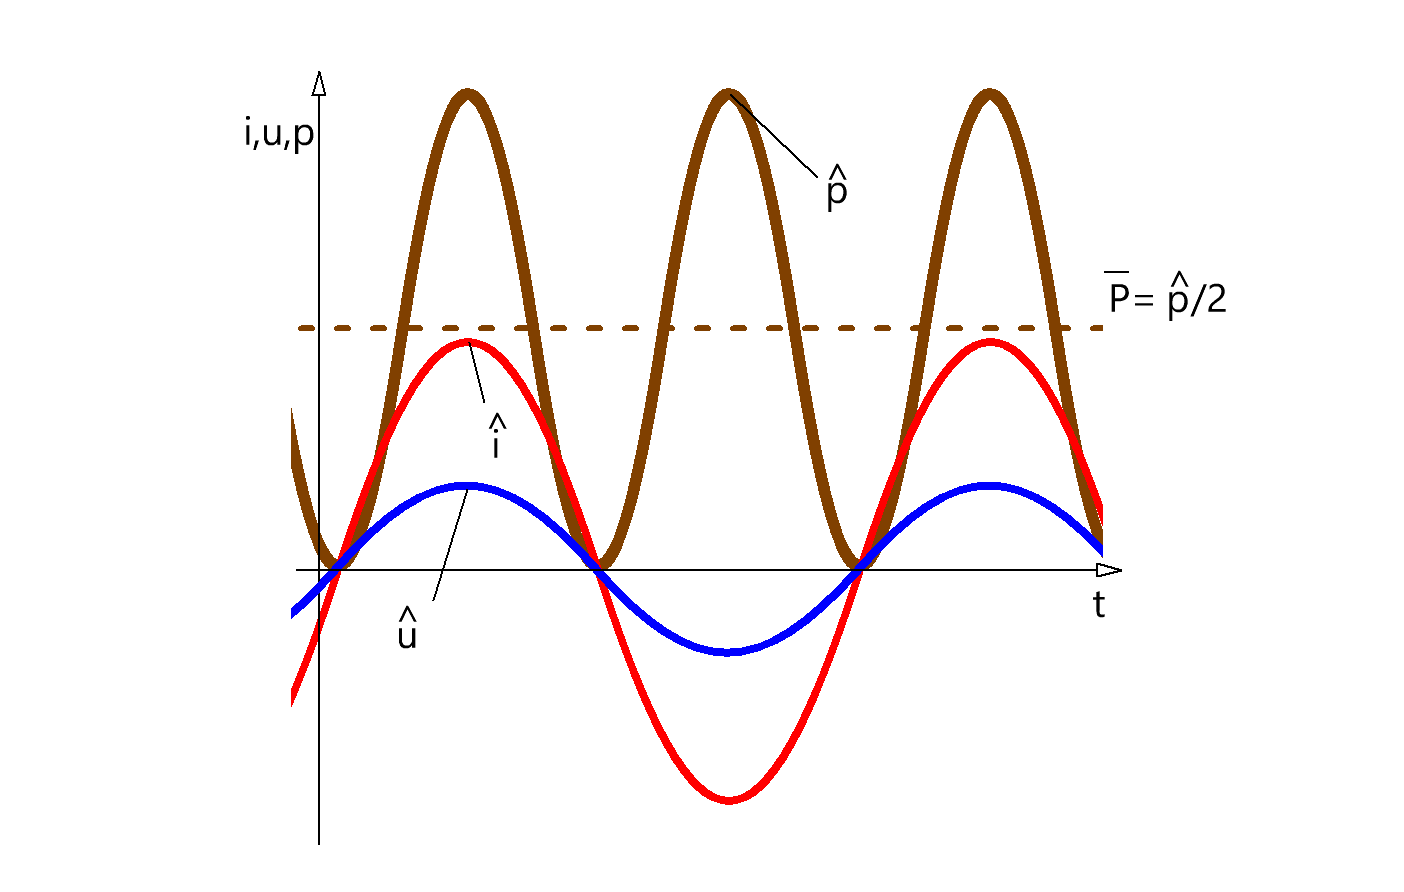 i,u,p
p̂
P̅= p̂/2
î
t
û